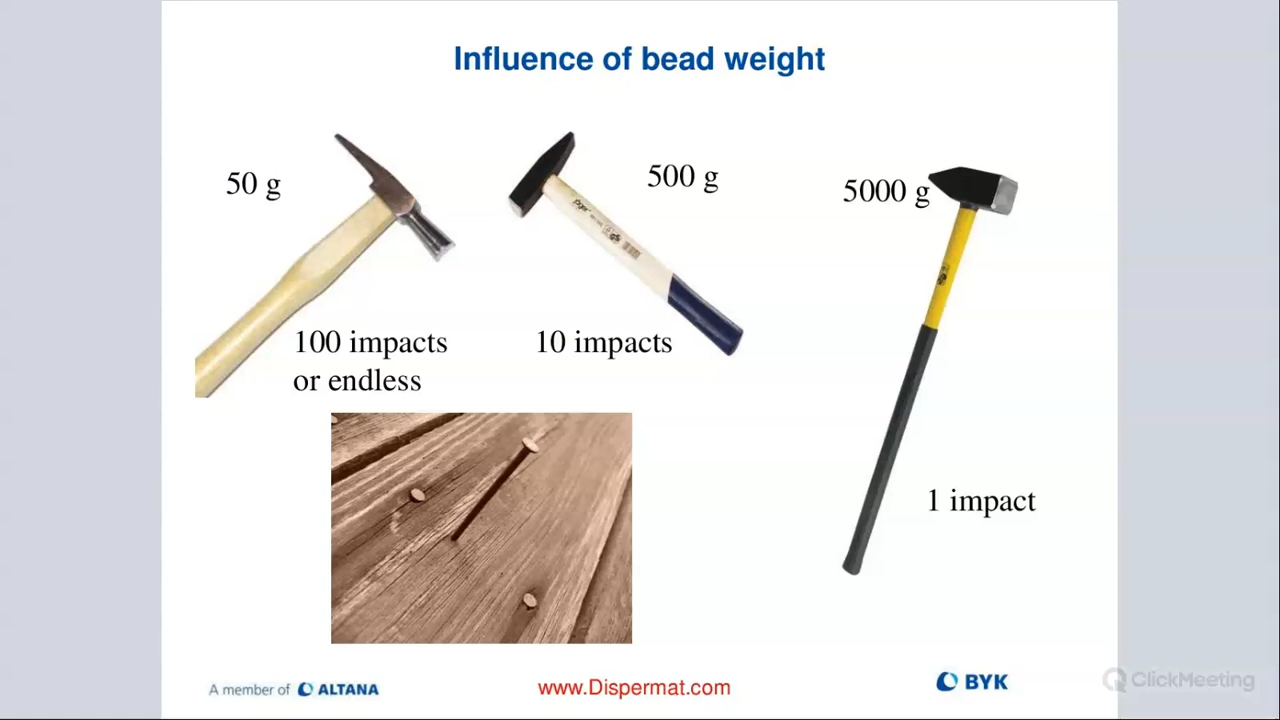 Influence of bead weight
50 g
500 g
5000 g
100 impacts
or endless
10 impacts
1 impact
A member of ALTANA
www.Dispermat.com
BYK
ClickMeeting